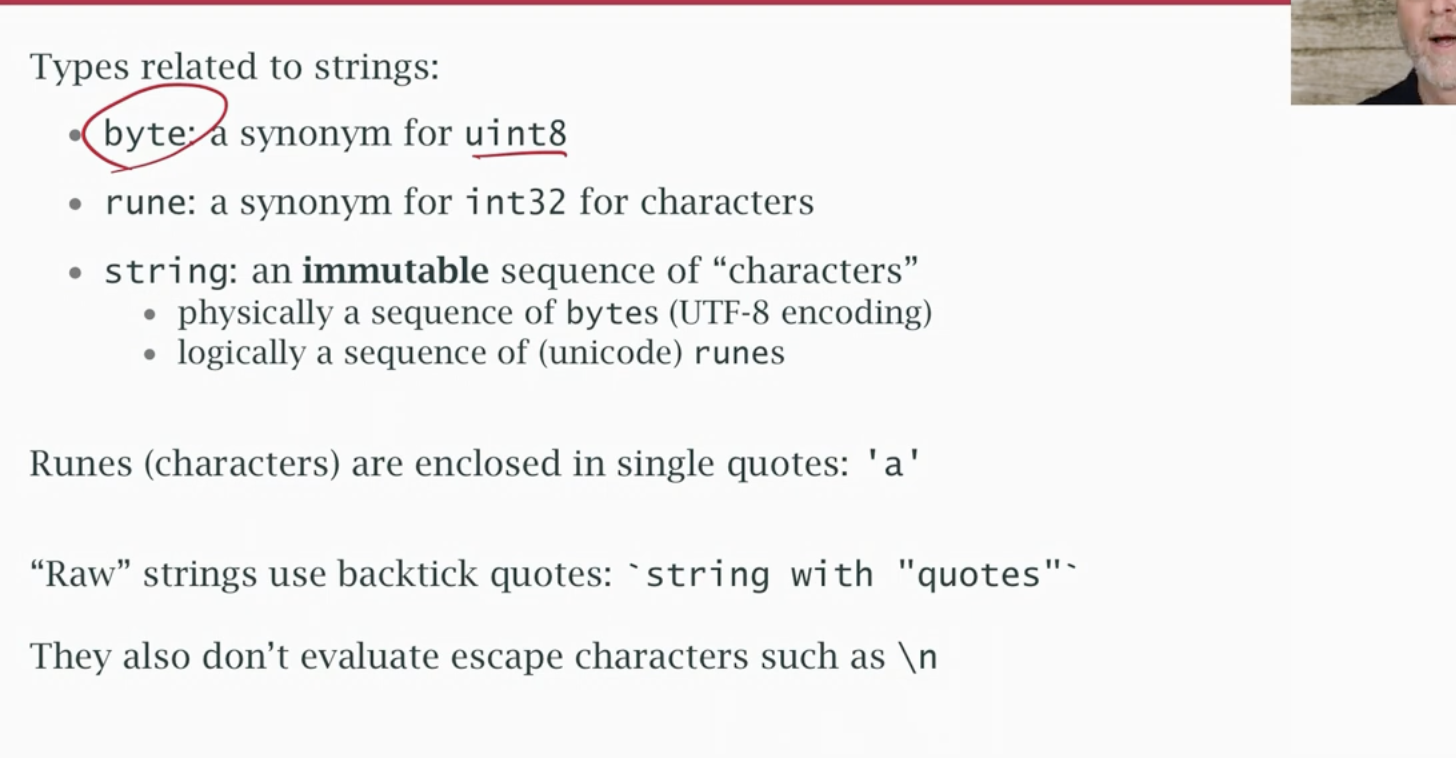 Types related to strings:
• byte: a synonym for uint8
• rune: a synonym for int32 for characters
• string: an immutable sequence of “characters”
• physically a sequence of bytes (UTF-8 encoding)
• logically a sequence of (unicode) runes
Runes (characters) are enclosed in single quotes: 'a'
“Raw” strings use backtick quotes: `string with "quotes"`
They also don’t evaluate escape characters such as \n